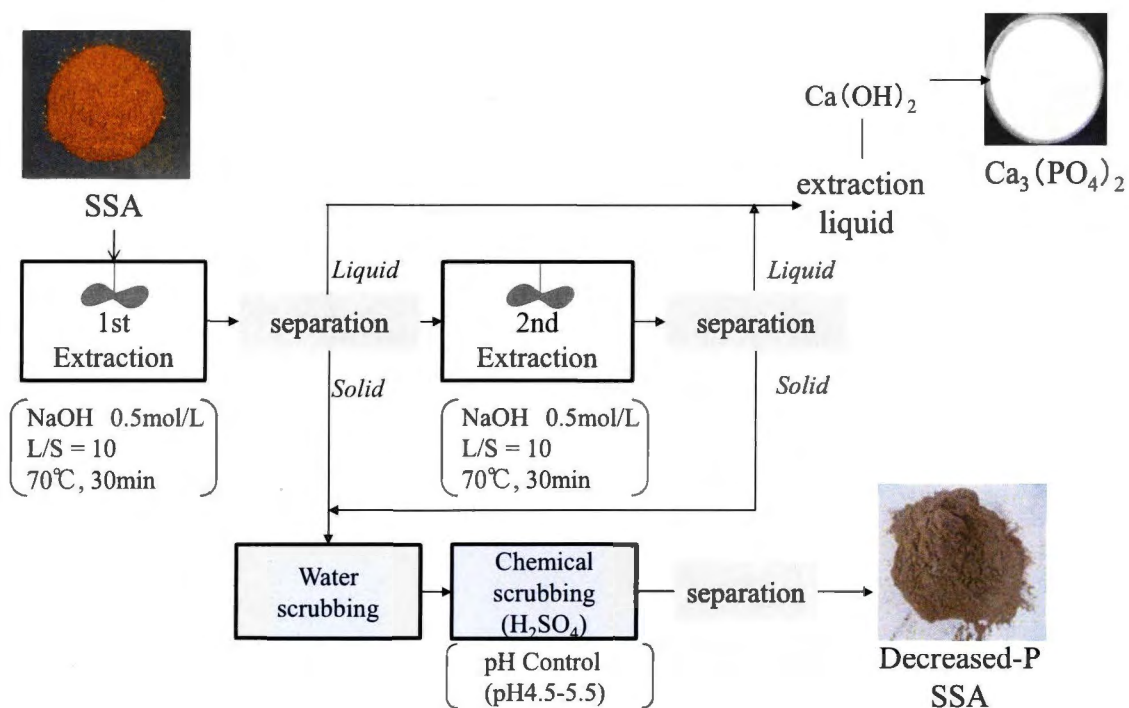 SSA
1st
Extraction
NaOH 0.5mol/L
L/S = 10
70℃, 30min
separation
Liquid
Solid
2nd
Extraction
NaOH 0.5mol/L
L/S = 10
70℃, 30min
separation
Liquid
Solid
extraction
liquid
Ca(OH)₂
Ca₃(PO₄)₂
Water
scrubbing
Chemical
scrubbing
(H₂SO₄)
pH Control
(pH4.5-5.5)
separation
Decreased-P
SSA